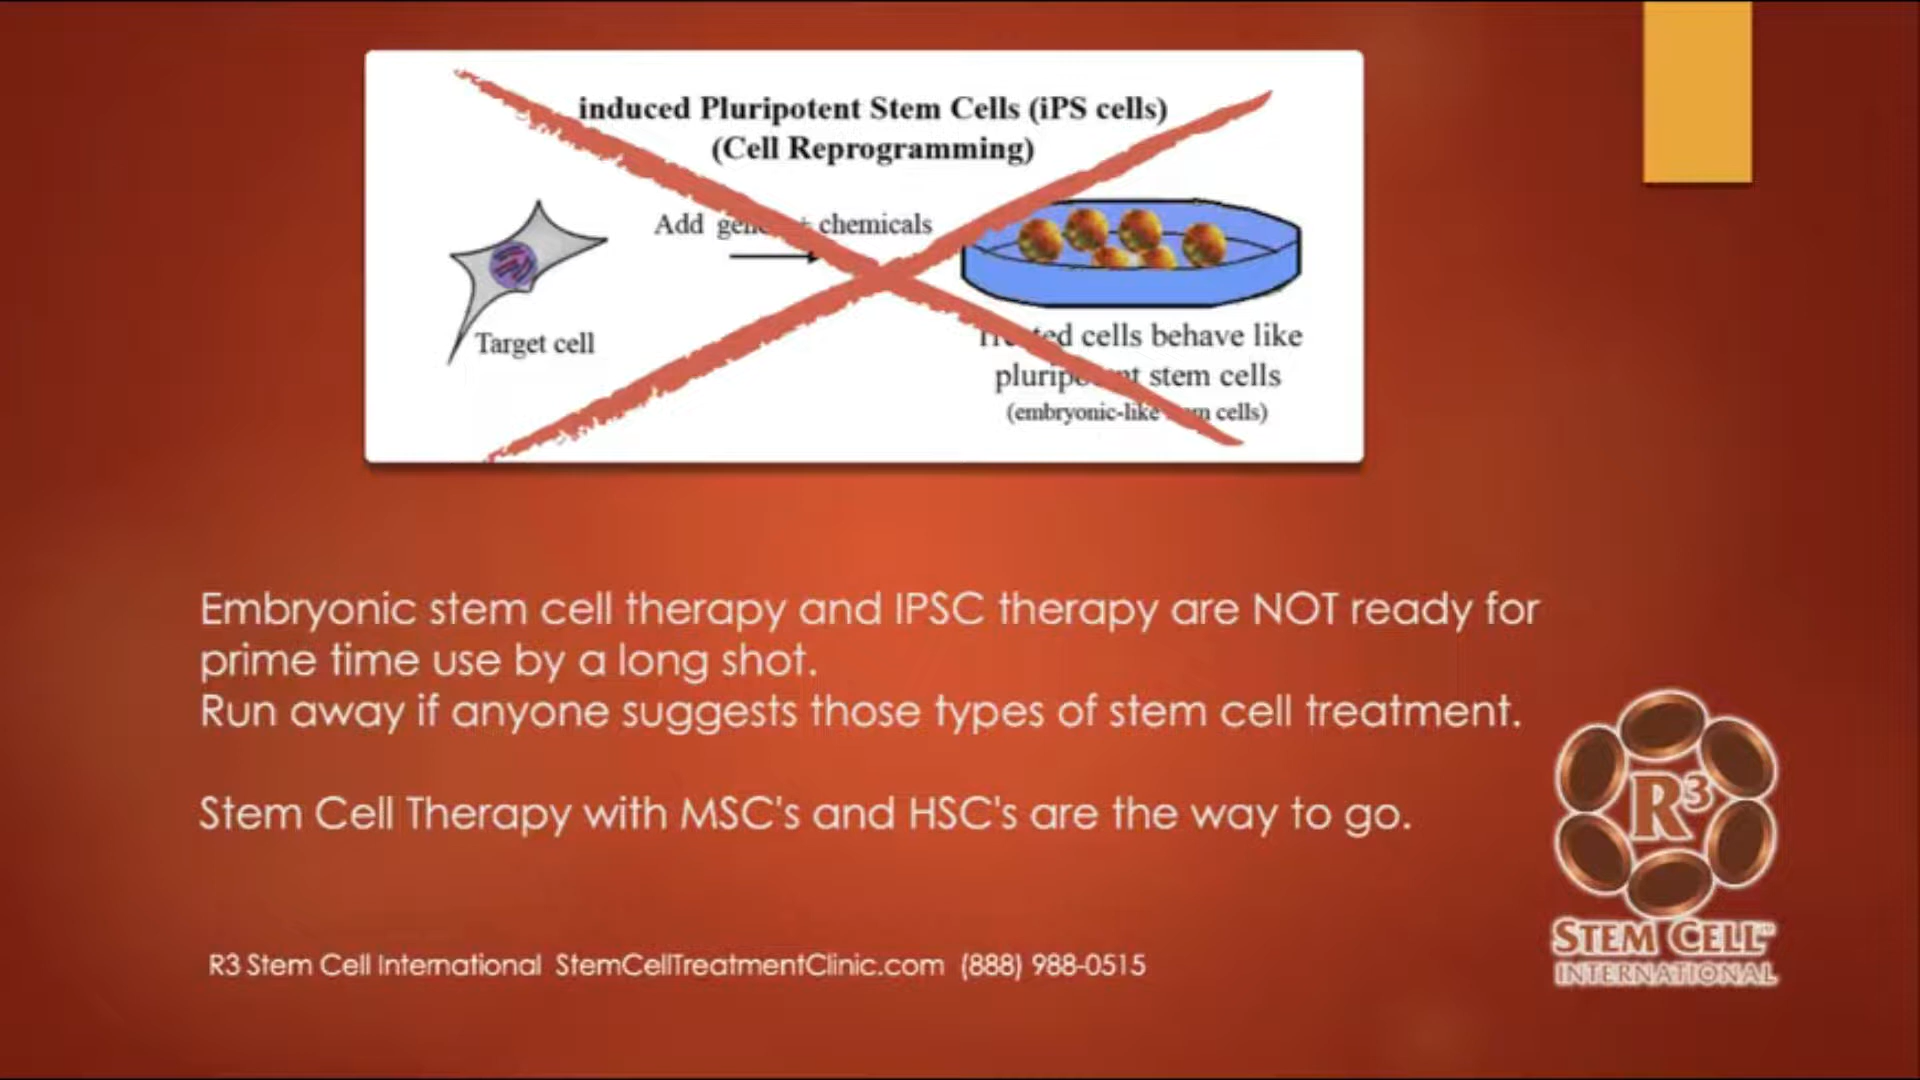 induced Pluripotent Stem Cells (iPS cells)
(Cell Reprogramming)
Add chemicals
Target cell
cells behave like
stem cells
(embryonic-like cells)
Embryonic stem cell therapy and IPSC therapy are NOT ready for
prime time use by a long shot.
Run away if anyone suggests those types of stem cell treatment.
Stem Cell Therapy with MSC's and HSC's are the way to go.
R3 Stem Cell International StemCellTreatmentClinic.com (888) 988-0515
R3
STEM CELL™
INTERNATIONAL